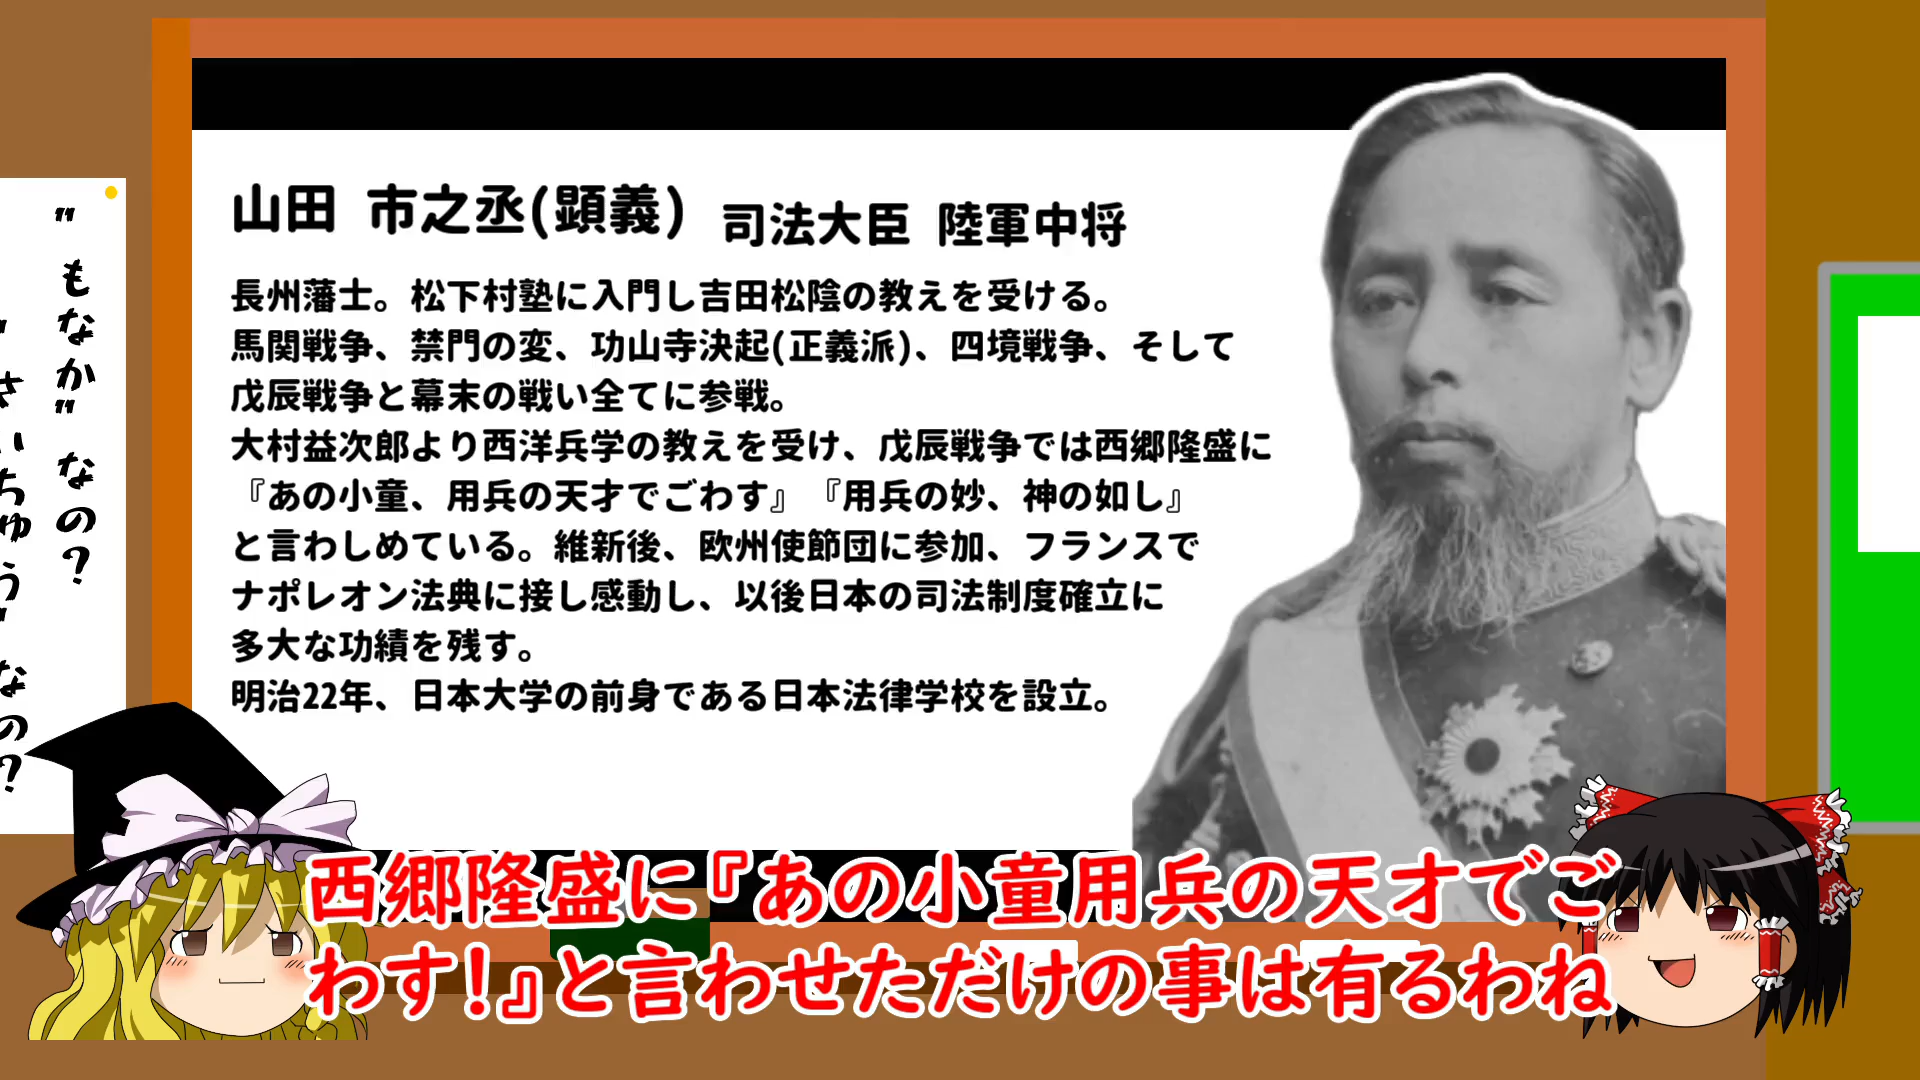 山田 市之丞(顕義) 司法大臣 陸軍中将
長州藩士。松下村塾に入門し吉田松陰の教えを受ける。
馬関戦争、禁門の変、功山寺決起(正義派)、四境戦争、そして
戊辰戦争と幕末の戦い全てに参戦。
大村益次郎より西洋兵学の教えを受け、戊辰戦争では西郷隆盛に
『あの小童、用兵の天才でごわす』『用兵の妙、神の如し』
と言わしめている。維新後、欧州使節団に参加、フランスで
ナポレオン法典に接し感動し、以後日本の司法制度確立に
多大な功績を残す。
明治22年、日本大学の前身である日本法律学校を設立。
"もなか"なの?
さいちゅう"なの?
西郷隆盛に『あの小童用兵の天才でご
わす!』と言わせただけの事は有るわね